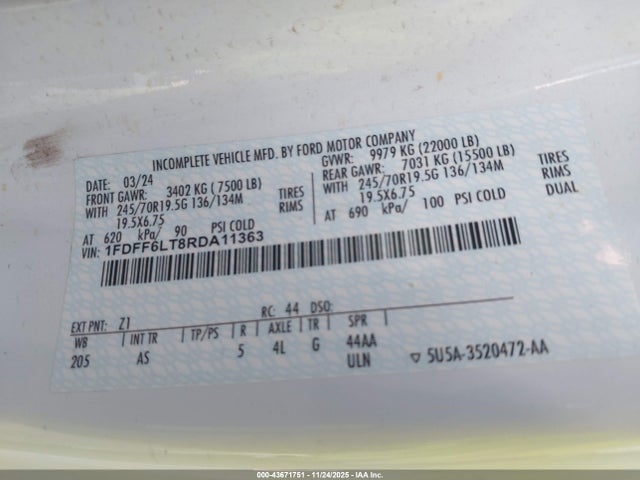 INCOMPLETE VEHICLE MFD. BY FORD MOTOR COMPANY
DATE: 03/24 GVWR: 9979 KG (22000 LB)
FRONT GAWR: 3402 KG (7500 LB) REAR GAWR: 7031 KG (15500 LB)
WITH 245/70R19.5G 136/134M TIRES WITH 245/70R19.5G 136/134M TIRES
19.5X6.75 RIMS 19.5X6.75 RIMS
AT 620 kPa/ 90 PSI COLD AT 690 kPa/ 100 PSI COLD DUAL
VIN: 1FDFF6LT8RDA11363
EXT PNT: Z1 RC: 44 DSO:
WB INT TR TP/PS R AXLE TR SPR
205 AS 5 4L G 44AA
ULN 5U5A-3520472-AA
000-43671751 - 11/24/2025 - IAA Inc.